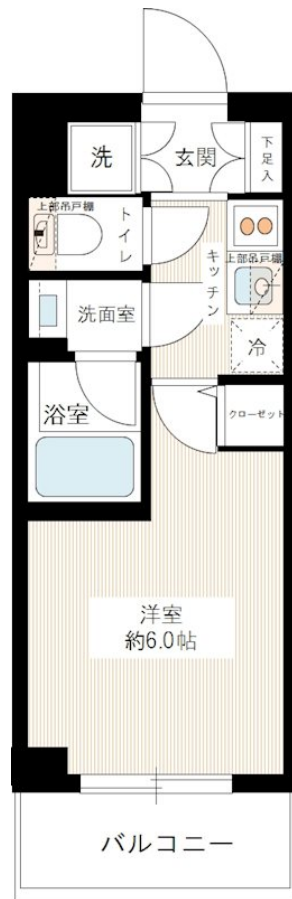 洗
玄関
下足入
上部吊戸棚
トイレ
キッチン
上部吊戸棚
洗面室
冷
浴室
クローゼット
洋室
約6.0帖
バルコニー